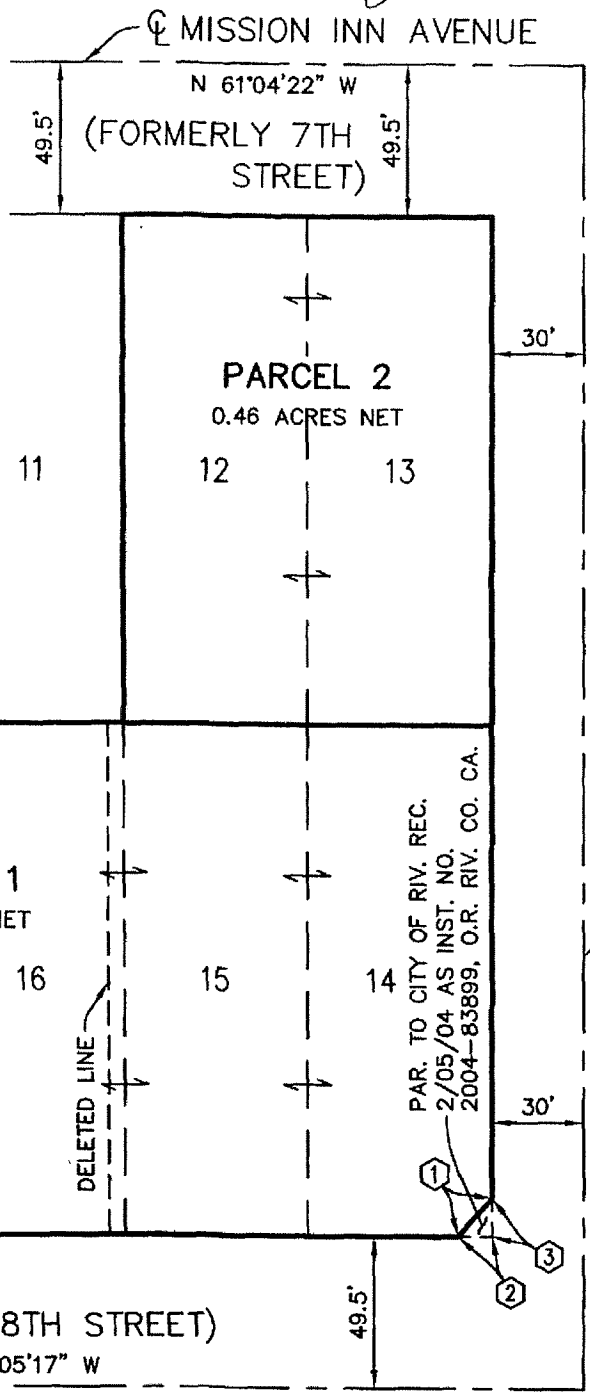 ℄ MISSION INN AVENUE
N 61°04'22" W
49.5'
(FORMERLY 7TH
STREET)
49.5'
30'
PARCEL 2
0.46 ACRES NET
11
12
13
1
NET
16
15
14
PAR. TO CITY OF RIV. REC.
2/05/04 AS INST. NO.
2004-83899, O.R. RIV. CO. CA.
DELETED LINE
30'
1
3
2
49.5'
8TH STREET)
05'17" W